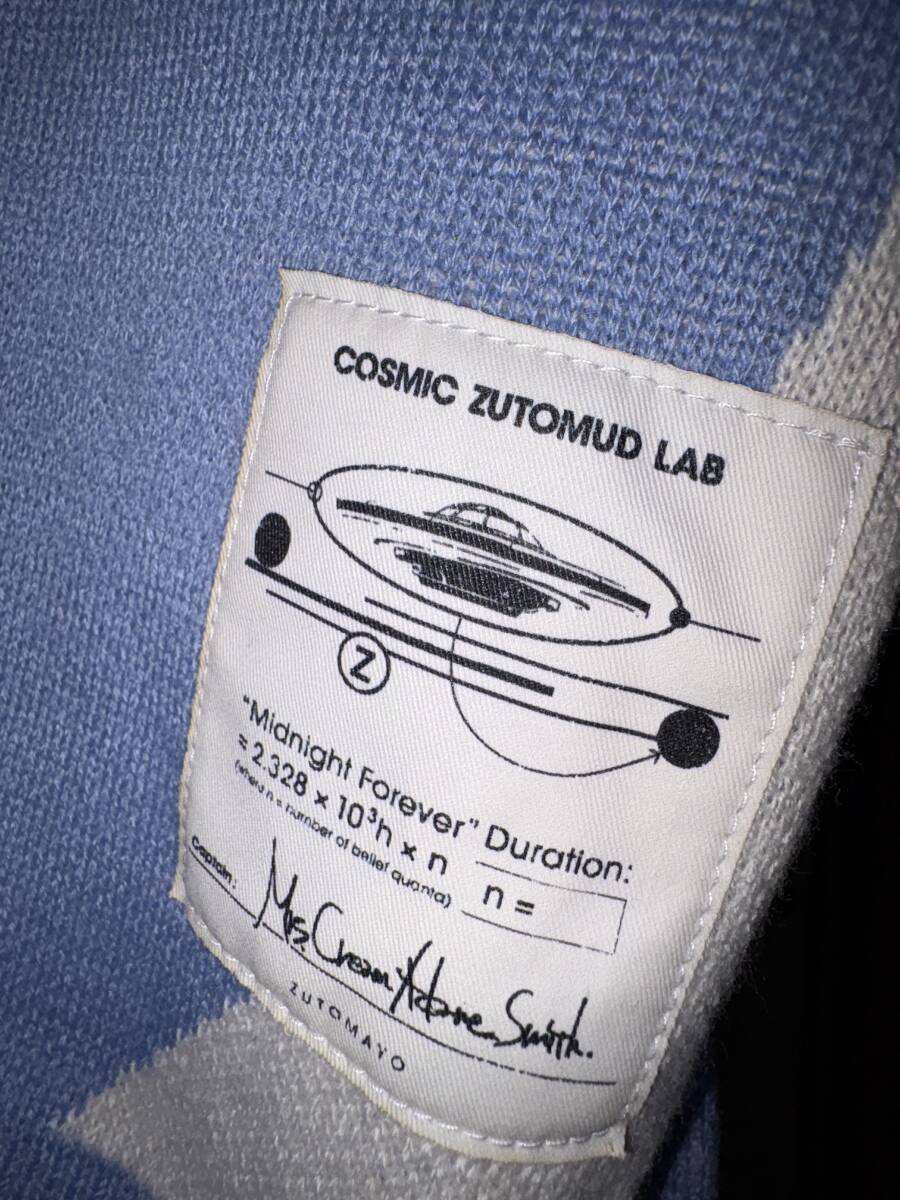 COSMIC ZUTOMUD LAB
Z
"Midnight Forever" Duration:
= 2.328 × 10³h × n
(where n = number of belief quanta)
n =
Captain:
Mrs. Cream Adore Smith.
ZUTOMAYO